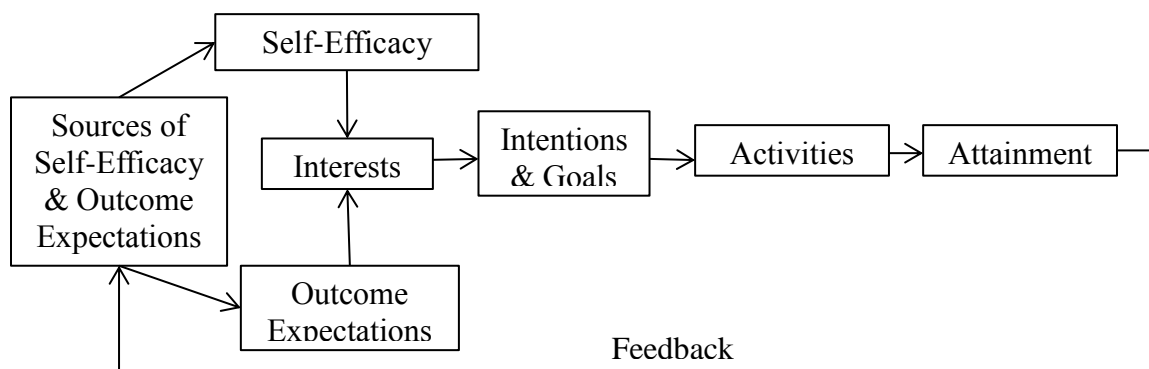 Self-Efficacy
Sources of
Self-Efficacy
& Outcome
Expectations
Interests
Intentions
& Goals
Activities
Attainment
Outcome
Expectations
Feedback